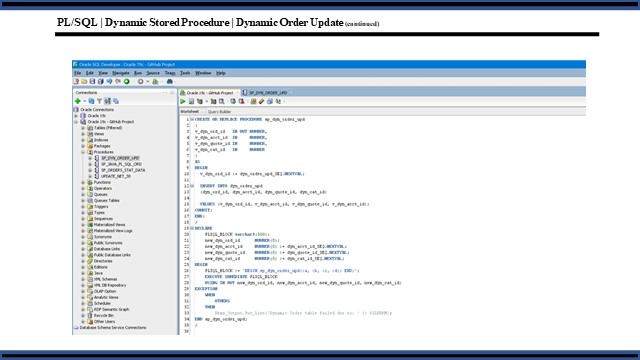 PL/SQL | Dynamic Stored Procedure | Dynamic Order Update (continued)
Oracle SQL Developer : Oracle 19c - GitHub Project
File Edit View Navigate Run Source Team Tools Window Help
Connections
Oracle 19c - GitHub Project
SP_DYN_ORDER_UPD
Worksheet Query Builder
Oracle Connections
Oracle 19c
Oracle 19c - GitHub Project
Tables (Filtered)
Views
Indexes
Packages
Procedures
SP_DYN_ORDER_UPD
SP_JAVA_PL_SQL_ORD
SP_ORDERS_STAT_DATA
UPDATE_NET_30
Functions
Operators
Queues
Queues Tables
Triggers
Types
Sequences
Materialized Views
Materialized View Logs
Synonyms
Public Synonyms
Database Links
Public Database Links
Directories
Editions
Java
XML Schemas
XML DB Repository
OLAP Option
Analytic Views
Scheduler
RDF Semantic Graph
Recycle Bin
Other Users
Database Schema Service Connections
1 CREATE OR REPLACE PROCEDURE sp_dyn_order_upd
2 (
3 v_dyn_ord_id IN OUT NUMBER,
4 v_dyn_acct_id IN NUMBER,
5 v_dyn_quote_id IN NUMBER,
6 v_dyn_cat_id IN NUMBER
7 )
8 IS
9 BEGIN
10 v_dyn_ord_id := dyn_order_id_SEQ.NEXTVAL;
11
12 INSERT INTO dyn_order_upd
13 (dyn_ord_id, dyn_acct_id, dyn_quote_id, dyn_cat_id)
14
15 VALUES (v_dyn_ord_id, v_dyn_acct_id, v_dyn_quote_id, v_dyn_acct_id);
16 COMMIT;
17 END;
18 /
19 DECLARE
20 PLSQL_BLOCK varchar(500);
21 new_dyn_ord_id NUMBER(8);
22 new_dyn_acct_id NUMBER(8) := dyn_acct_id_SEQ.NEXTVAL;
23 new_dyn_quote_id NUMBER(8) := dyn_quote_id_SEQ.NEXTVAL;
24 new_dyn_cat_id NUMBER(8) := dyn_cat_id_SEQ.NEXTVAL;
25 BEGIN
26 PLSQL_BLOCK := 'BEGIN sp_dyn_order_upd(:a, :b, :c, :d); END;';
27 EXECUTE IMMEDIATE PLSQL_BLOCK
28 USING IN OUT new_dyn_ord_id, new_dyn_acct_id, new_dyn_quote_id, new_dyn_cat_id;
29 EXCEPTION
30 WHEN
31 OTHERS
32 THEN
33 Dbms_Output.Put_Line('Dynamic Order table failed due to: ' || SQLERRM);
34 END sp_dyn_order_upd;
35 /
36